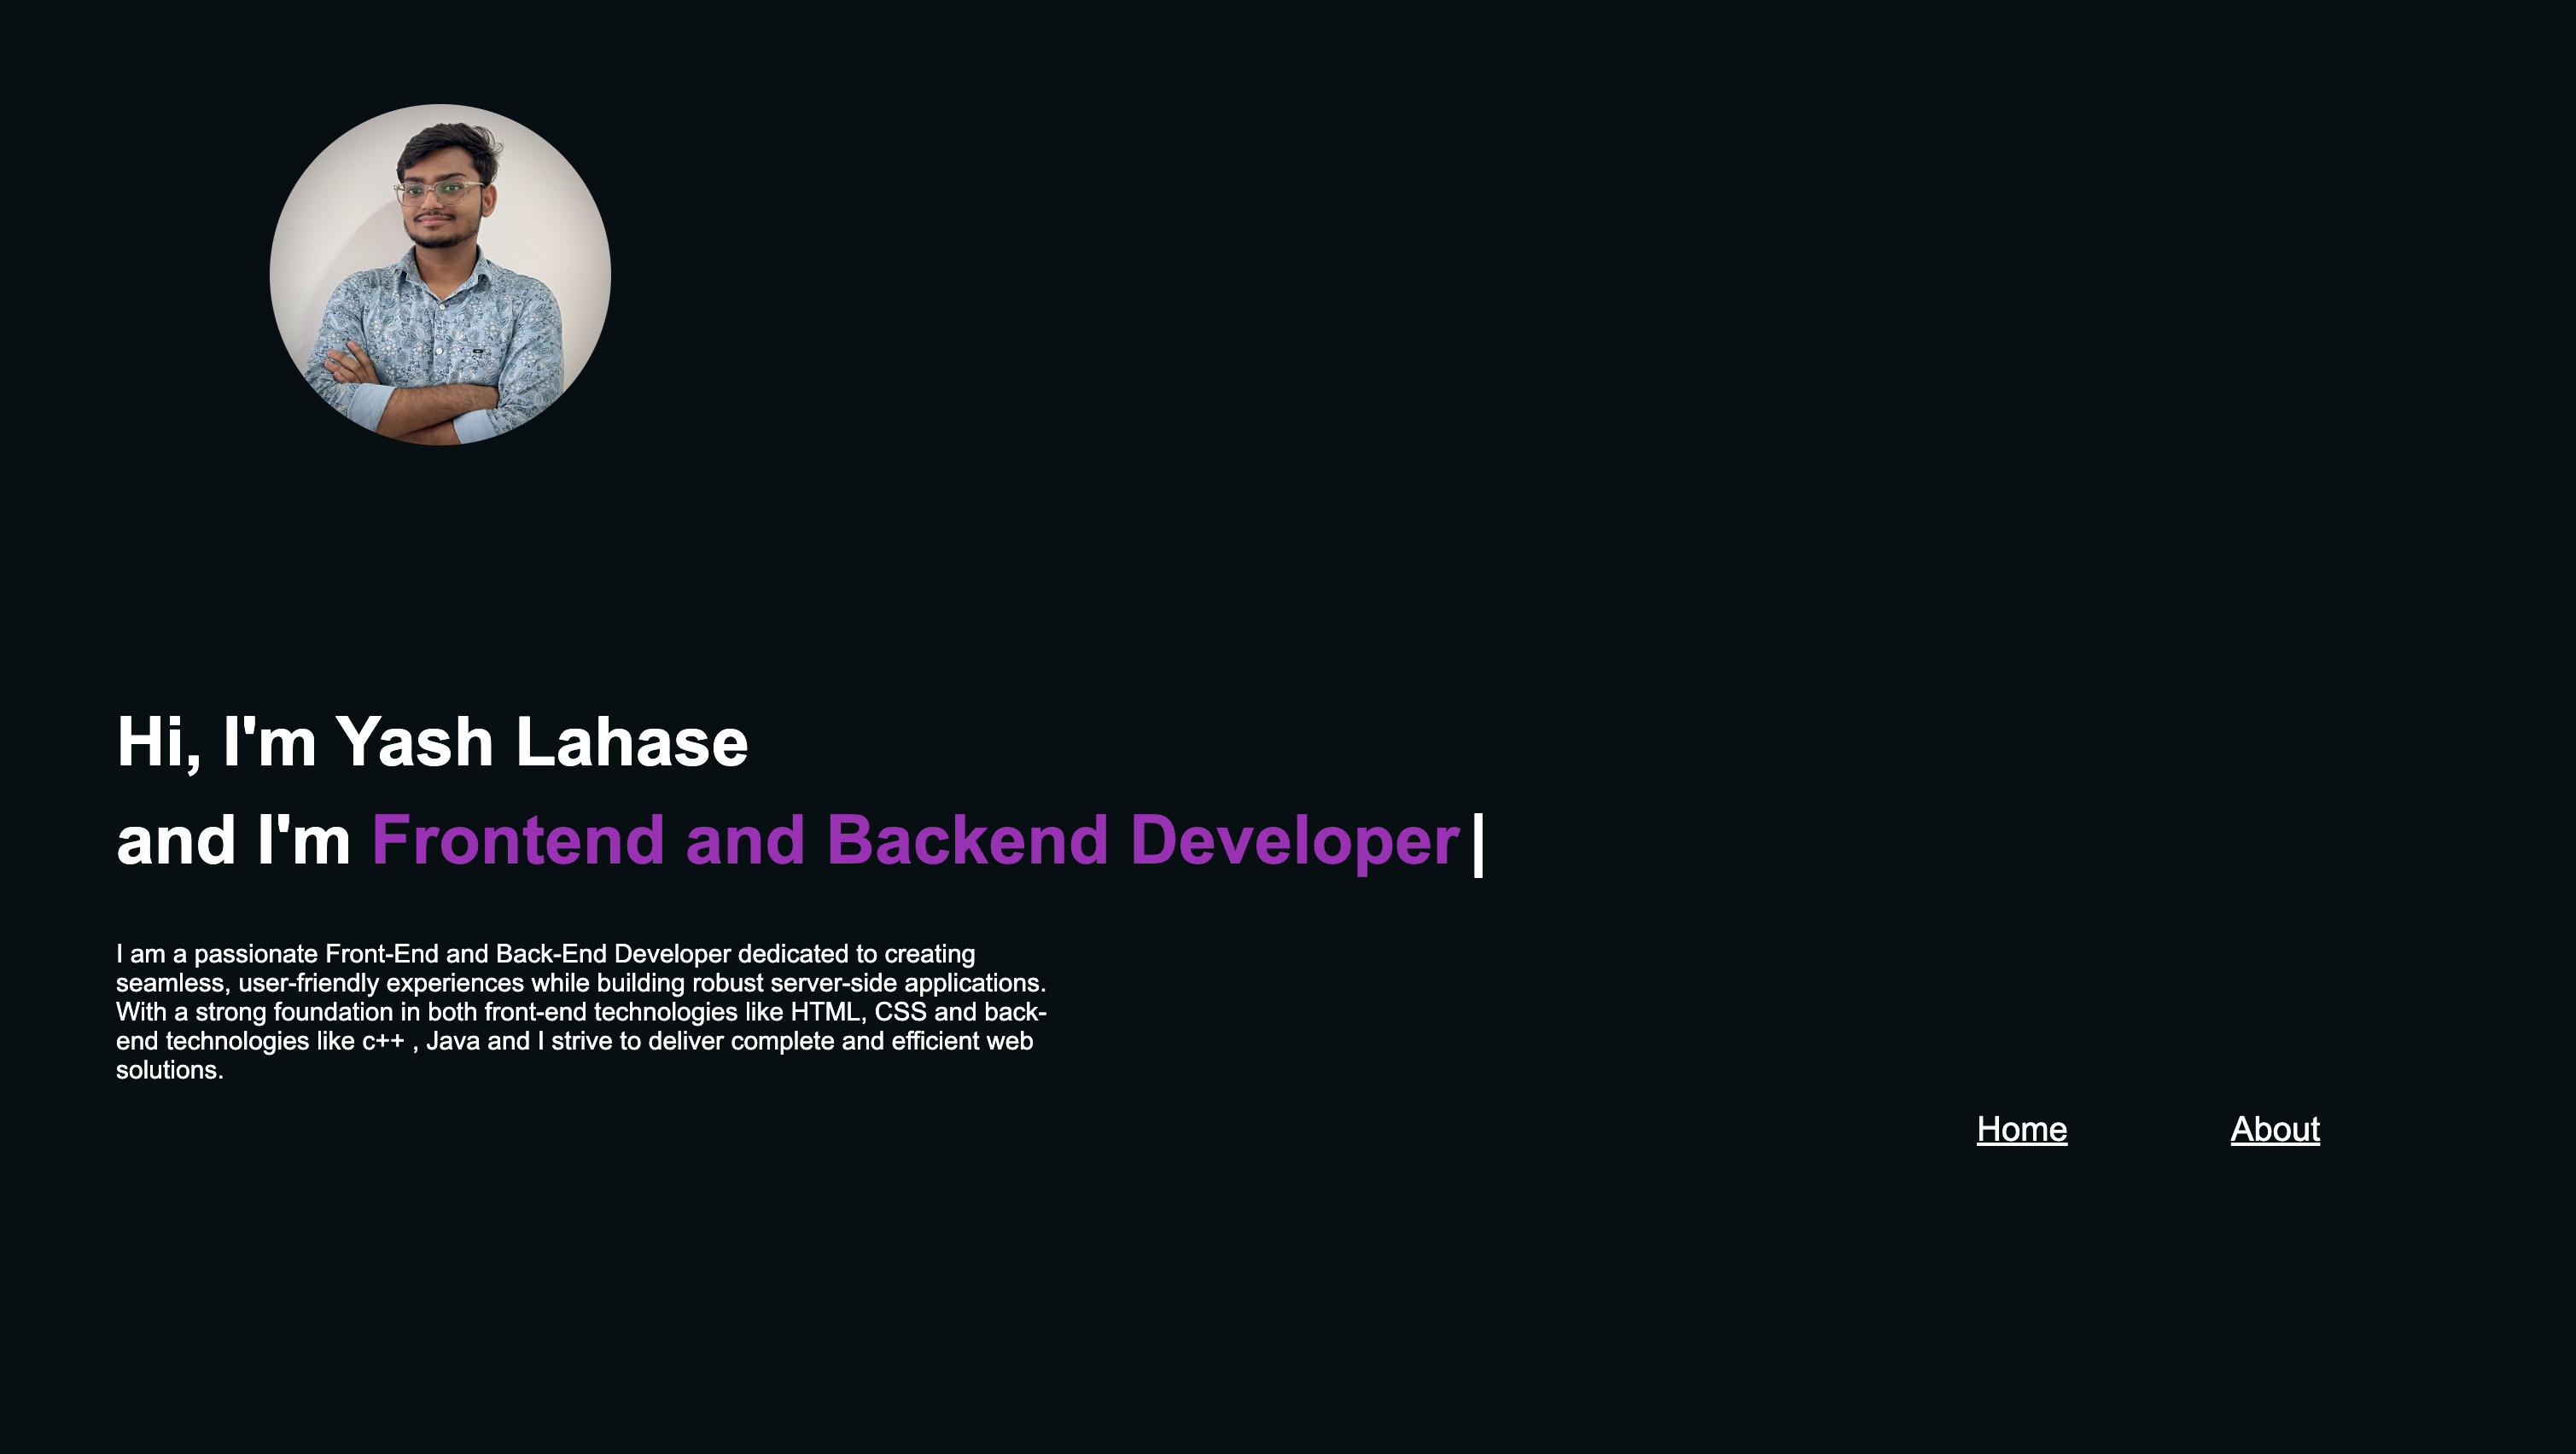 Hi, I'm Yash Lahase
and I'm Frontend and Backend Developer|
I am a passionate Front-End and Back-End Developer dedicated to creating
seamless, user-friendly experiences while building robust server-side applications.
With a strong foundation in both front-end technologies like HTML, CSS and back-
end technologies like c++ , Java and I strive to deliver complete and efficient web
solutions.
Home About